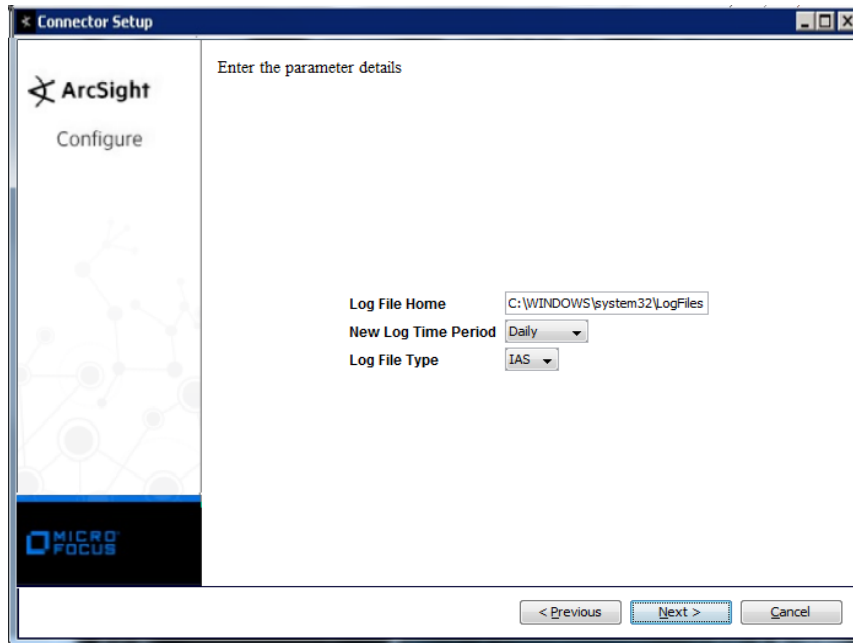 Connector Setup
ArcSight
Configure
Enter the parameter details
Log File Home C:\WINDOWS\system32\LogFiles
New Log Time Period Daily
Log File Type IAS
MICRO
FOCUS
< Previous Next > Cancel